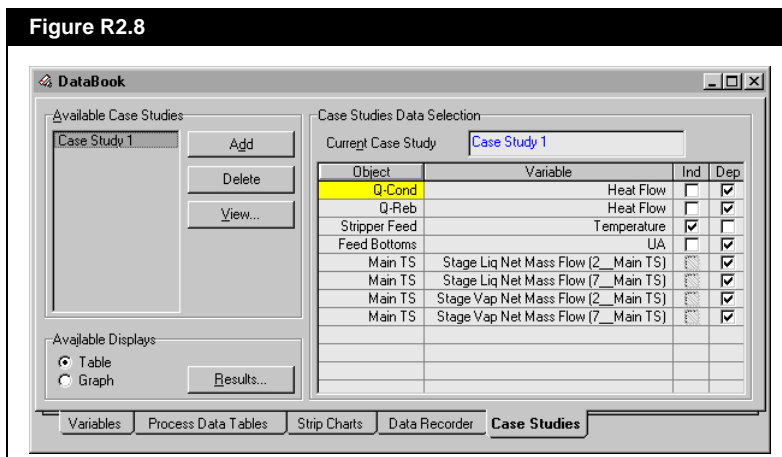 Figure R2.8
DataBook
Available Case Studies
Case Study 1
Add
Delete
View...
Available Displays
Table
Graph
Results...
Case Studies Data Selection
Current Case Study Case Study 1
Object Variable Ind Dep
Q-Cond Heat Flow
Q-Reb Heat Flow
Stripper Feed Temperature
Feed Bottoms UA
Main TS Stage Liq Net Mass Flow (2__Main TS)
Main TS Stage Liq Net Mass Flow (7__Main TS)
Main TS Stage Vap Net Mass Flow (2__Main TS)
Main TS Stage Vap Net Mass Flow (7__Main TS)
Variables Process Data Tables Strip Charts Data Recorder Case Studies